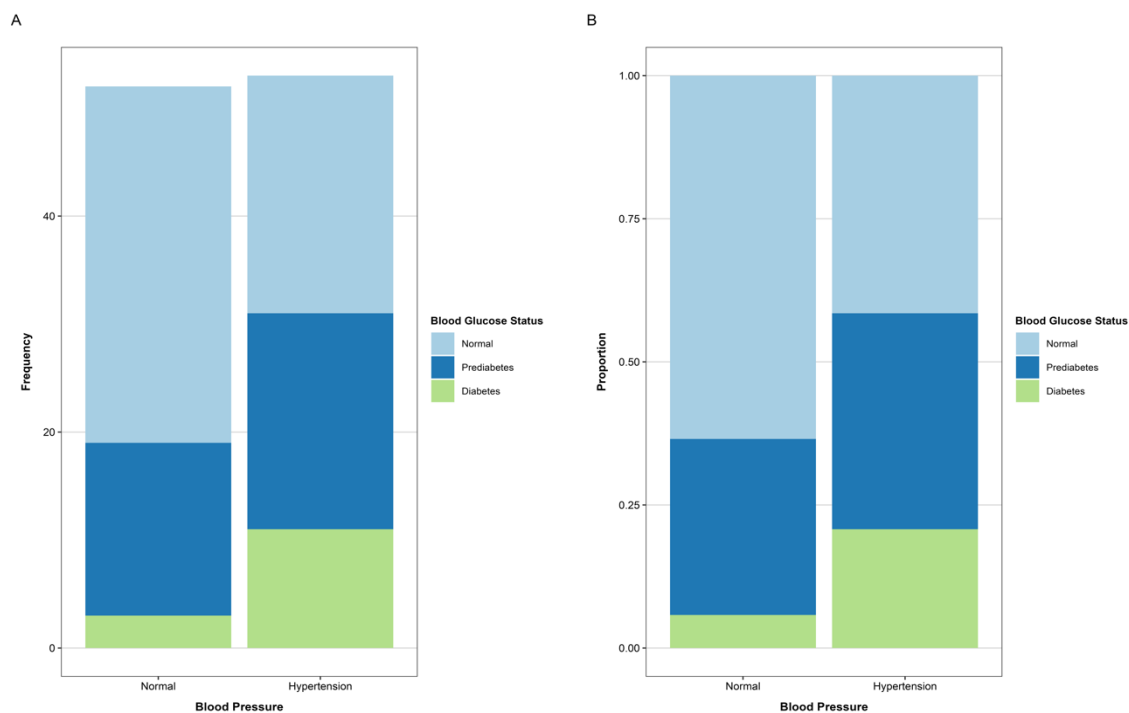 A
Frequency
40
20
0
Normal
Hypertension
Blood Pressure
Blood Glucose Status
Normal
Prediabetes
Diabetes
B
Proportion
1.00
0.75
0.50
0.25
0.00
Normal
Hypertension
Blood Pressure
Blood Glucose Status
Normal
Prediabetes
Diabetes